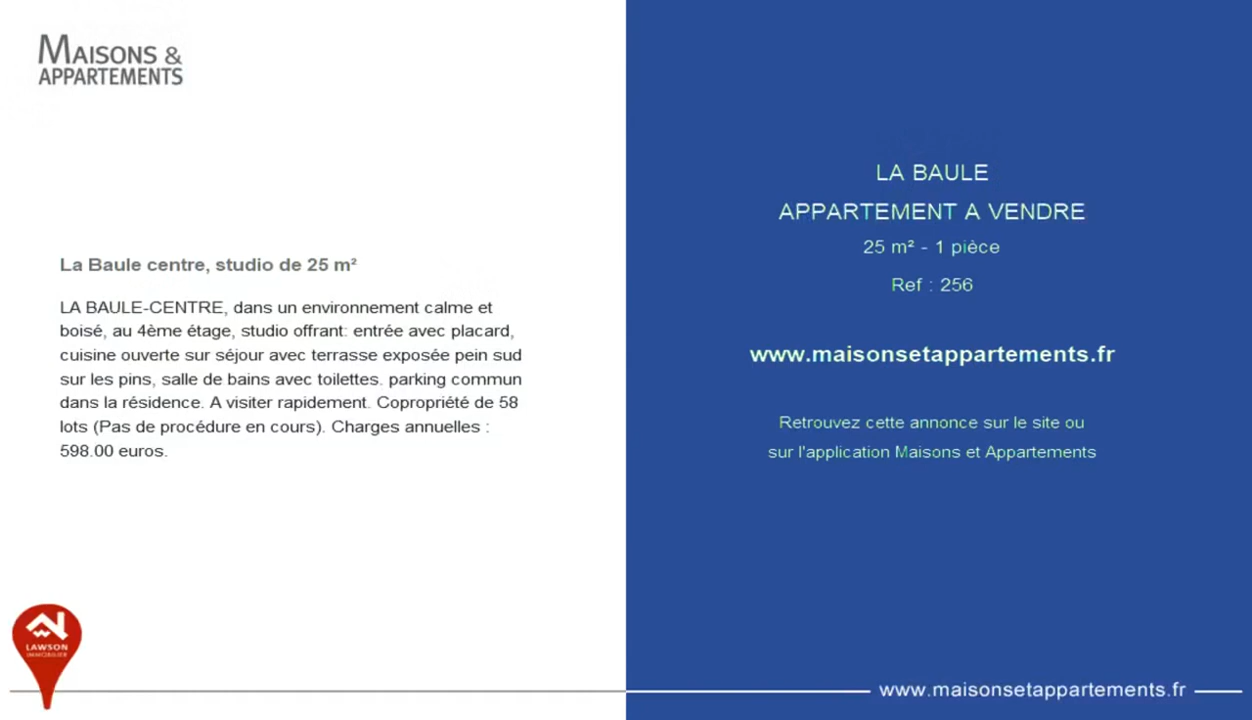 MAISONS &
APPARTEMENTS
La Baule centre, studio de 25 m²
LA BAULE-CENTRE, dans un environnement calme et
boisé, au 4ème étage, studio offrant: entrée avec placard,
cuisine ouverte sur séjour avec terrasse exposée pein sud
sur les pins, salle de bains avec toilettes. parking commun
dans la résidence. A visiter rapidement. Copropriété de 58
lots (Pas de procédure en cours). Charges annuelles :
598.00 euros.
LAWSON
IMMOBILIER
LA BAULE
APPARTEMENT A VENDRE
25 m² - 1 pièce
Ref : 256
www.maisonsetappartements.fr
Retrouvez cette annonce sur le site ou
sur l'application Maisons et Appartements
www.maisonsetappartements.fr